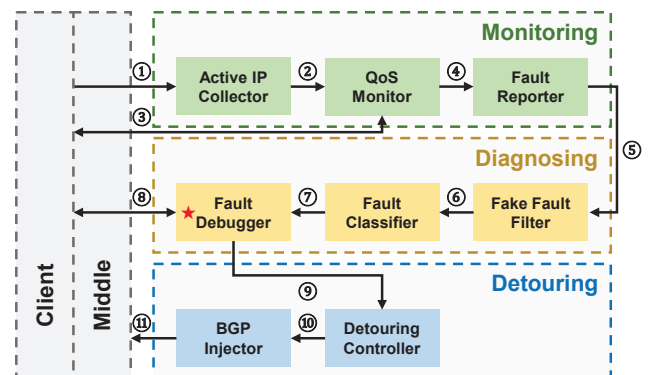 Monitoring
①
Active IP
Collector
②
QoS
Monitor
④
Fault
Reporter
③
⑤
Diagnosing
⑧
Fault
Debugger
⑦
Fault
Classifier
⑥
Fake Fault
Filter
Client
Middle
⑨
Detouring
⑪
BGP
Injector
⑩
Detouring
Controller